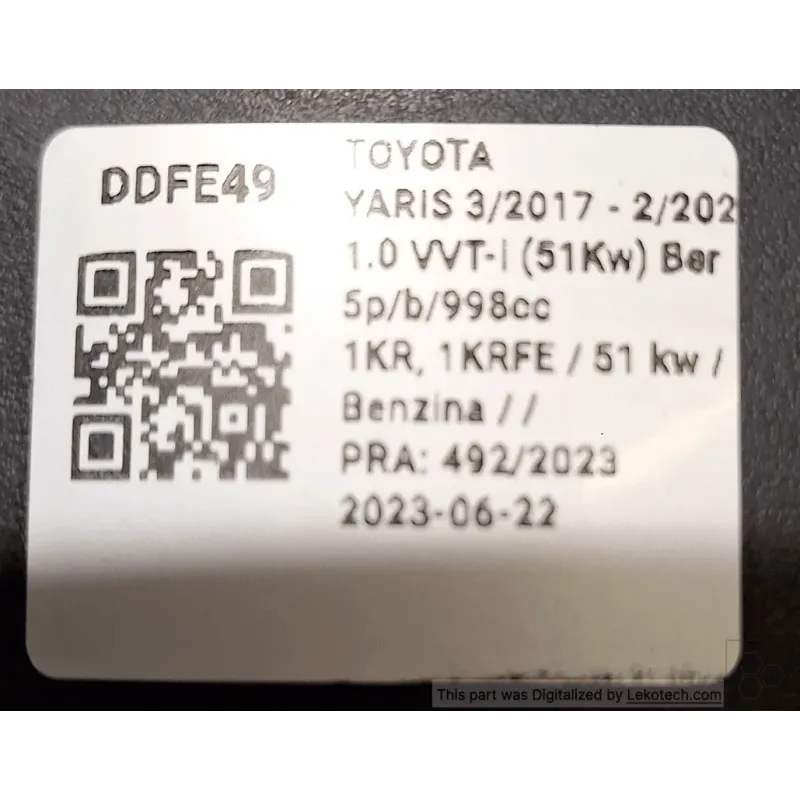 DDFE49
TOYOTA
YARIS 3/2017 - 2/202
1.0 VVT-i (51Kw) Ber
5p/b/998cc
1KR, 1KRFE / 51 kw /
Benzina //
PRA: 492/2023
2023-06-22
This part was Digitalized by Lekotech.com